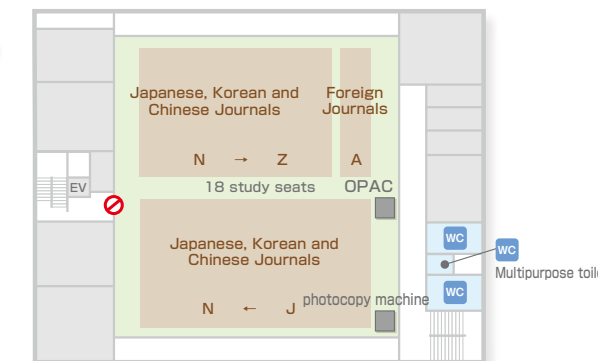 Japanese, Korean and
Chinese Journals
Foreign
Journals
N → Z
A
18 study seats
OPAC
EV
Japanese, Korean and
Chinese Journals
N ← J
photocopy machine
WC
WC
WC
Multipurpose